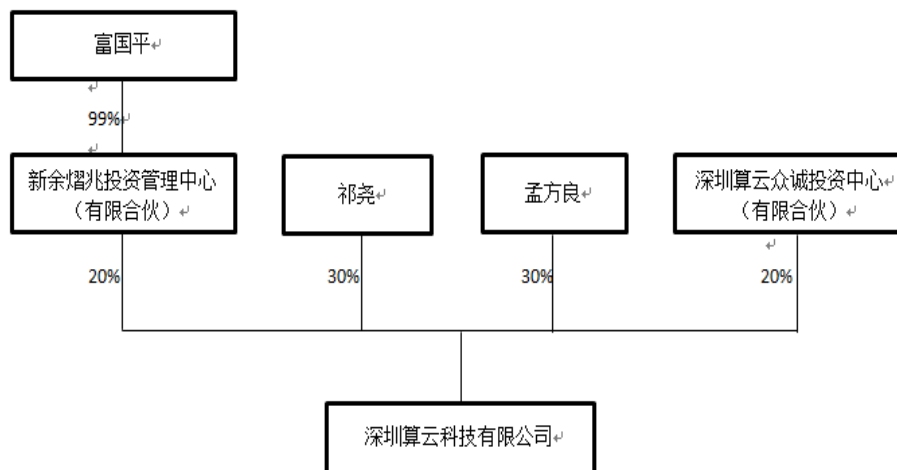 富国平
99%
新余熠兆投资管理中心
（有限合伙）
祁尧
孟方良
深圳算云众诚投资中心
（有限合伙）
20%
30%
30%
20%
深圳算云科技有限公司